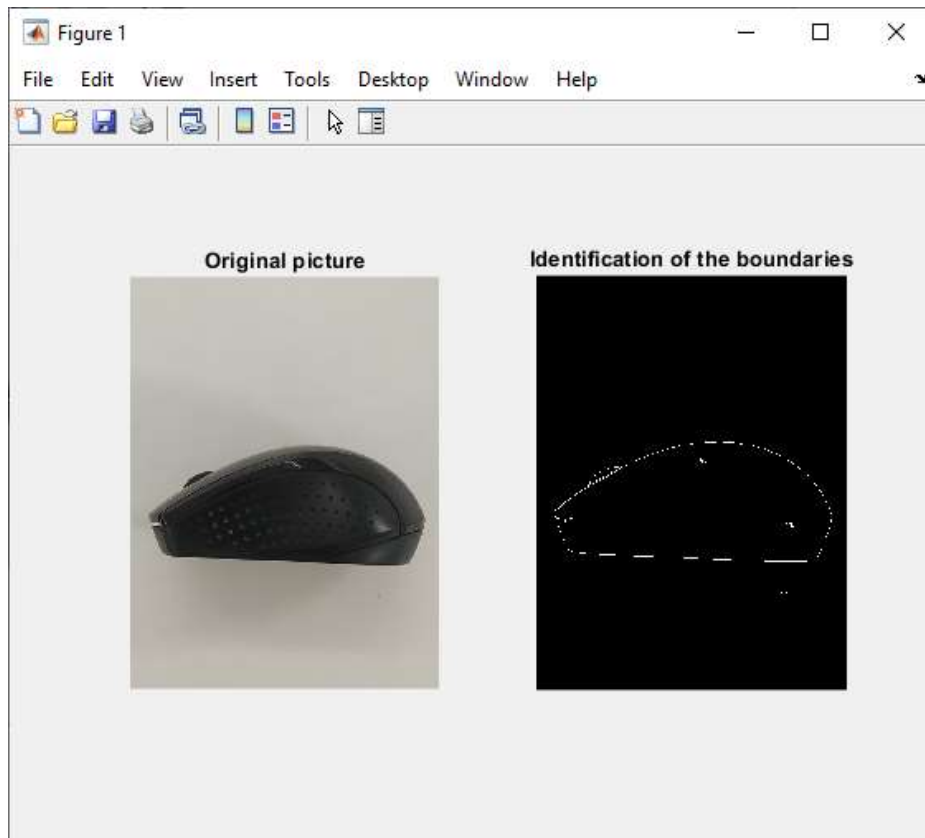 Figure 1
File Edit View Insert Tools Desktop Window Help
Original picture
Identification of the boundaries